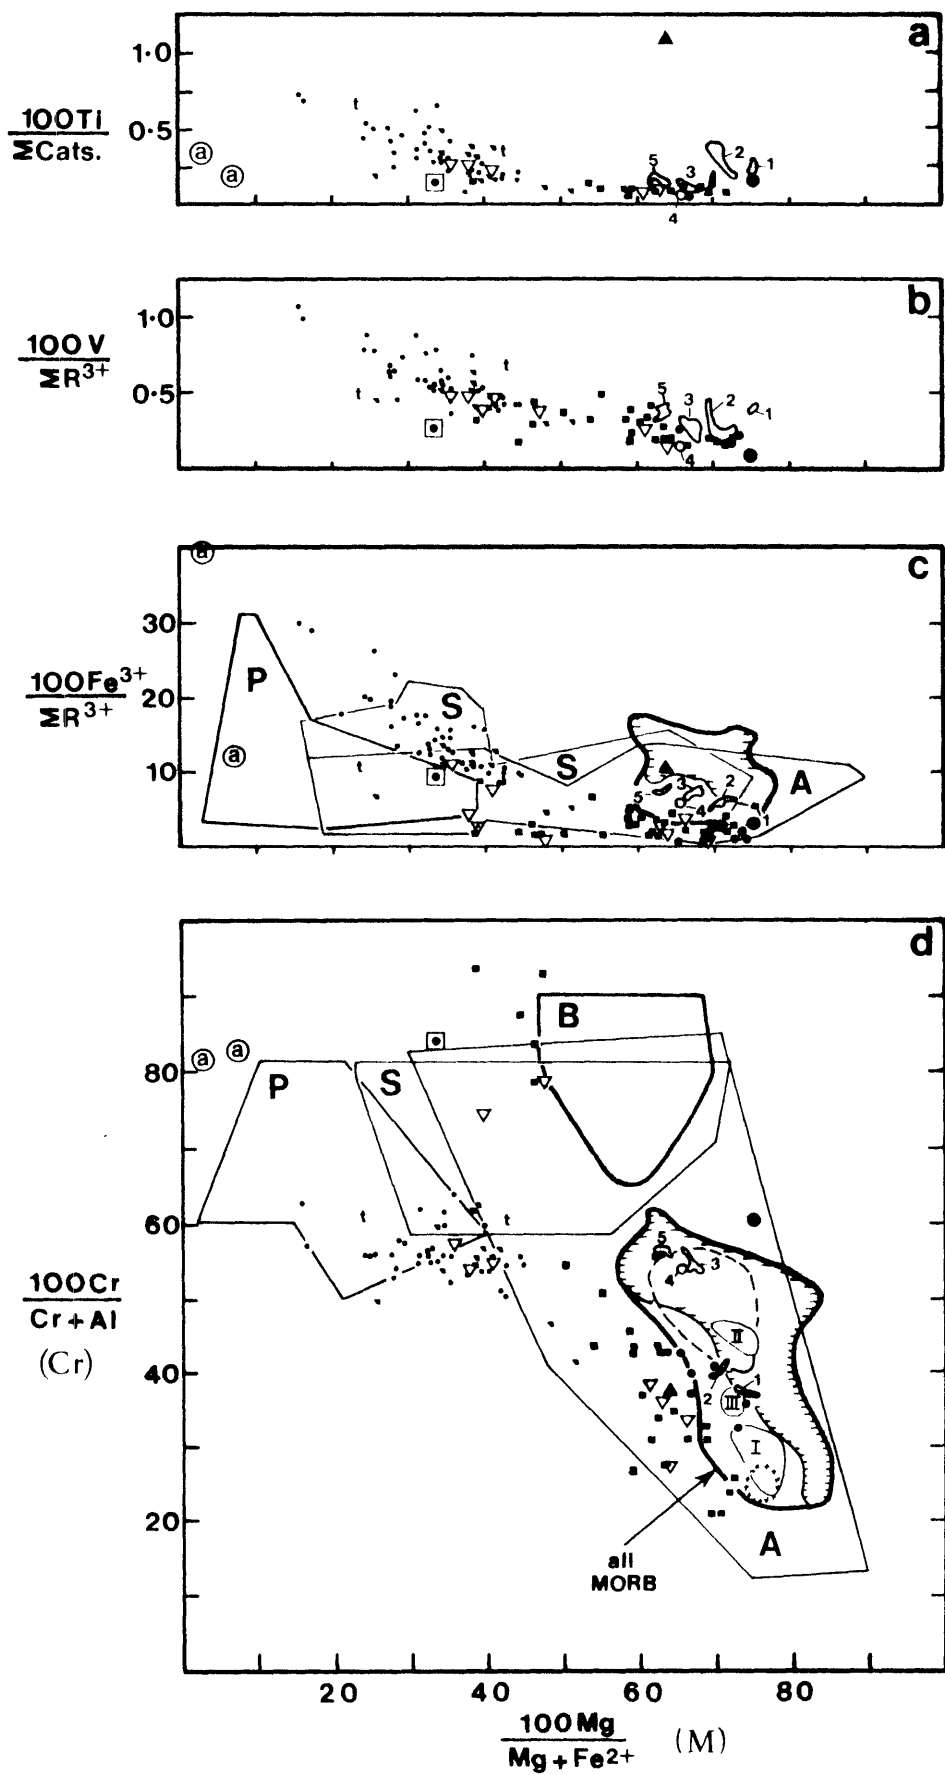 a
1·0
100Ti
ΣCats.
0·5
a
a
t
t
5
3
2
1
4
b
1·0
100V
ΣR3+
0·5
t
t
5
3
2
1
4
c
a
30
P
100Fe3+
ΣR3+
20
S
S
A
a
10
t
5
3
2
4
1
d
B
a
a
80
P
S
60
t
t
5
4
3
100Cr
Cr+Al
(Cr)
II
40
2
1
III
I
20
A
all
MORB
20 40 60 80
100Mg
Mg+Fe2+
(M)